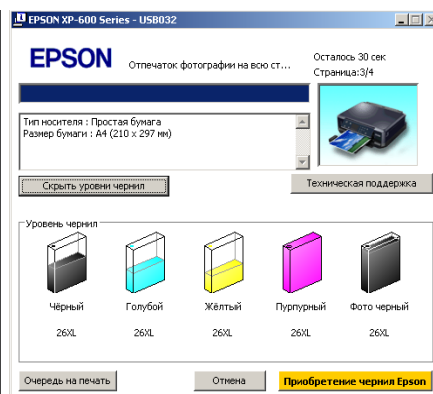 EPSON XP-600 Series - USB032
EPSON
Отпечаток фотографии на всю ст...
Осталось 30 сек
Страница:3/4
Тип носителя : Простая бумага
Размер бумаги : A4 (210 x 297 мм)
Скрыть уровни чернил
Техническая поддержка
Уровень чернил
Чёрный Голубой Жёлтый Пурпурный Фото черный
26XL 26XL 26XL 26XL 26XL
Очередь на печать Отмена Приобретение чернил Epson